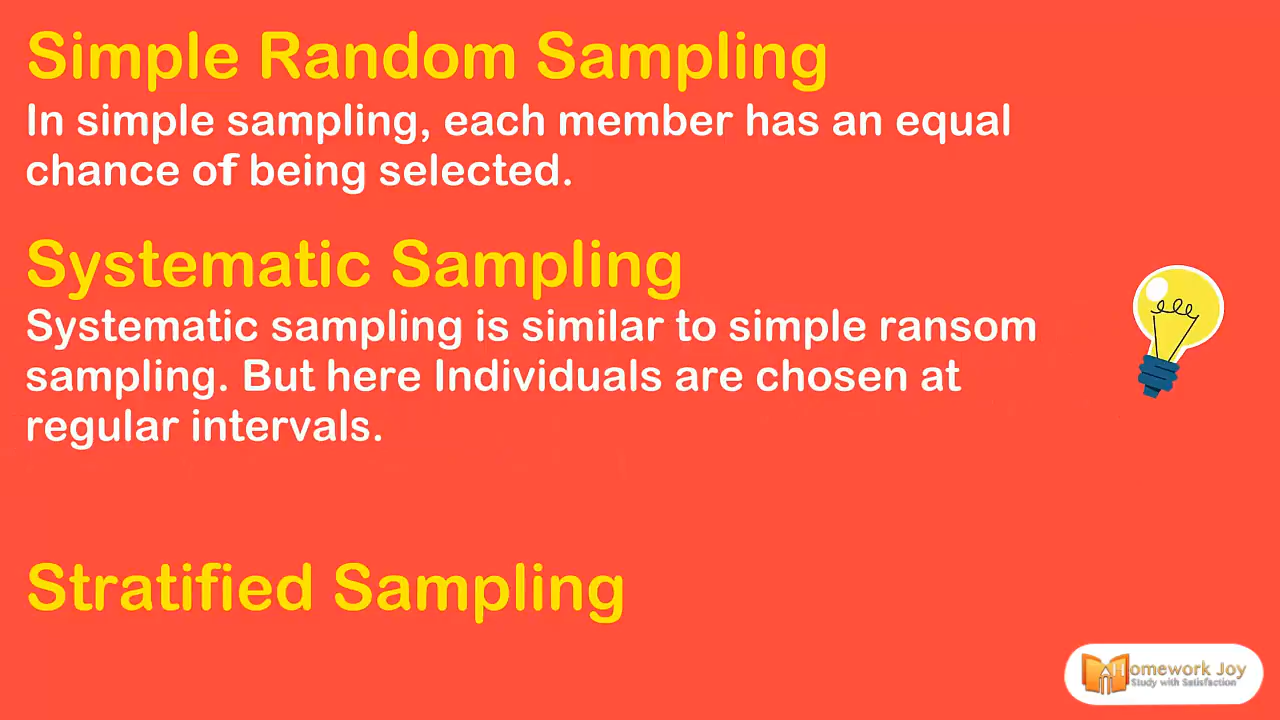 Simple Random Sampling
In simple sampling, each member has an equal
chance of being selected.
Systematic Sampling
Systematic sampling is similar to simple ransom
sampling. But here Individuals are chosen at
regular intervals.
Stratified Sampling
Homework Joy
Study with Satisfaction